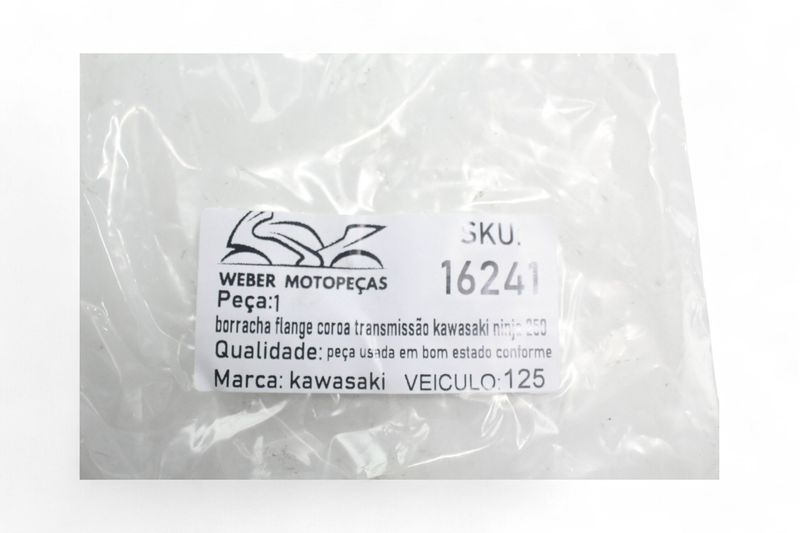 WEBER MOTOPEÇAS
SKU.
16241
Peça:1
borracha flange coroa transmissão kawasaki ninja 250
Qualidade: peça usada em bom estado conforme
Marca: kawasaki VEICULO:125